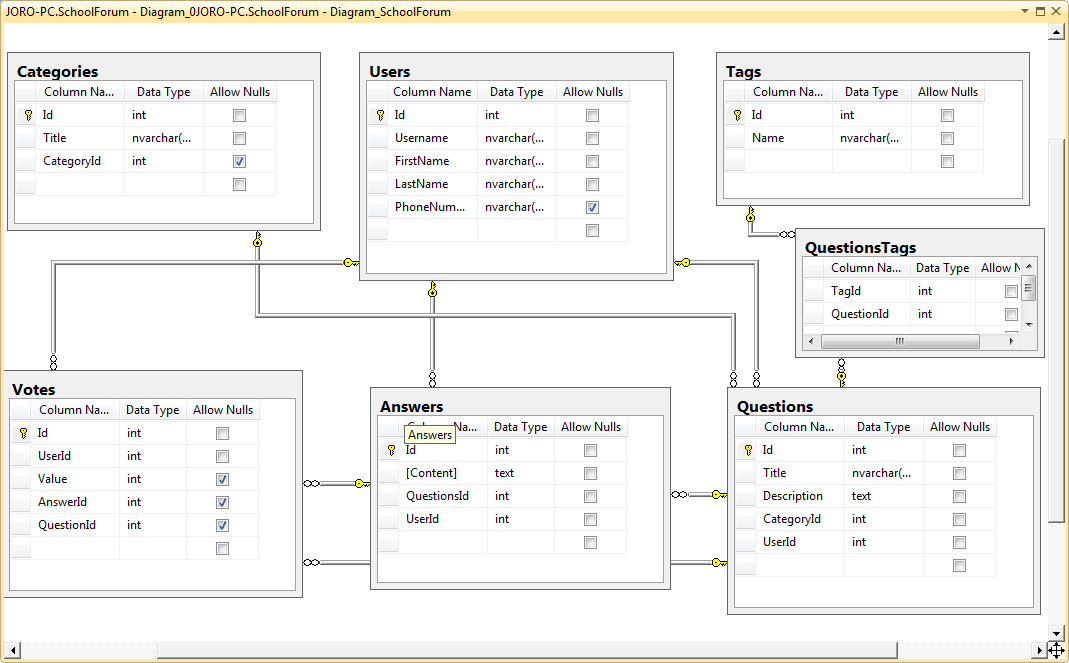 JORO-PC.SchoolForum - Diagram_0JORO-PC.SchoolForum - Diagram_SchoolForum
Categories
Column Na... Data Type Allow Nulls
Id int
Title nvarchar(...
CategoryId int
Users
Column Name Data Type Allow Nulls
Id int
Username nvarchar(...
FirstName nvarchar(...
LastName nvarchar(...
PhoneNum... nvarchar(...
Tags
Column Na... Data Type Allow Nulls
Id int
Name nvarchar(...
QuestionsTags
Column Na... Data Type Allow N
TagId int
QuestionId int
Votes
Column Na... Data Type Allow Nulls
Id int
UserId int
Value int
AnswerId int
QuestionId int
Answers
Na... Data Type Allow Nulls
Answers
Id int
[Content] text
QuestionsId int
UserId int
Questions
Column Na... Data Type Allow Nulls
Id int
Title nvarchar(...
Description text
CategoryId int
UserId int